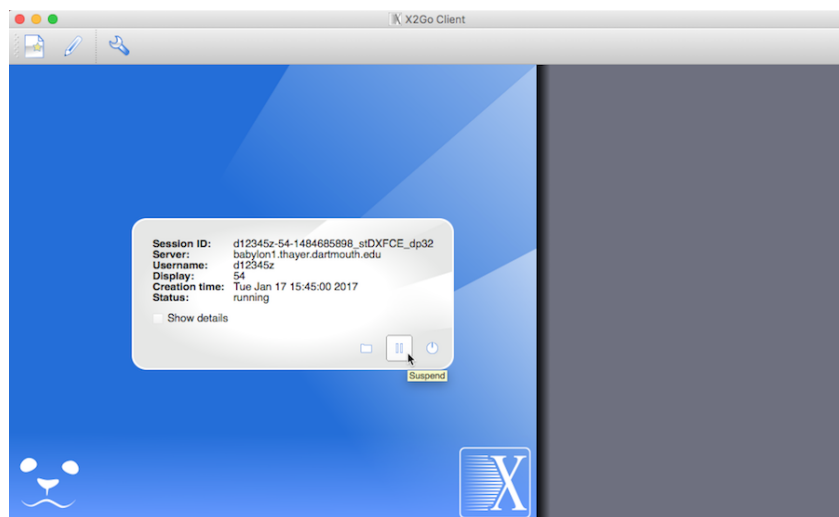 X2Go Client
Session ID: d12345z-54-1484685898_stDXFCE_dp32
Server: babylon1.thayer.dartmouth.edu
Username: d12345z
Display: 54
Creation time: Tue Jan 17 15:45:00 2017
Status: running
Show details
Suspend
X